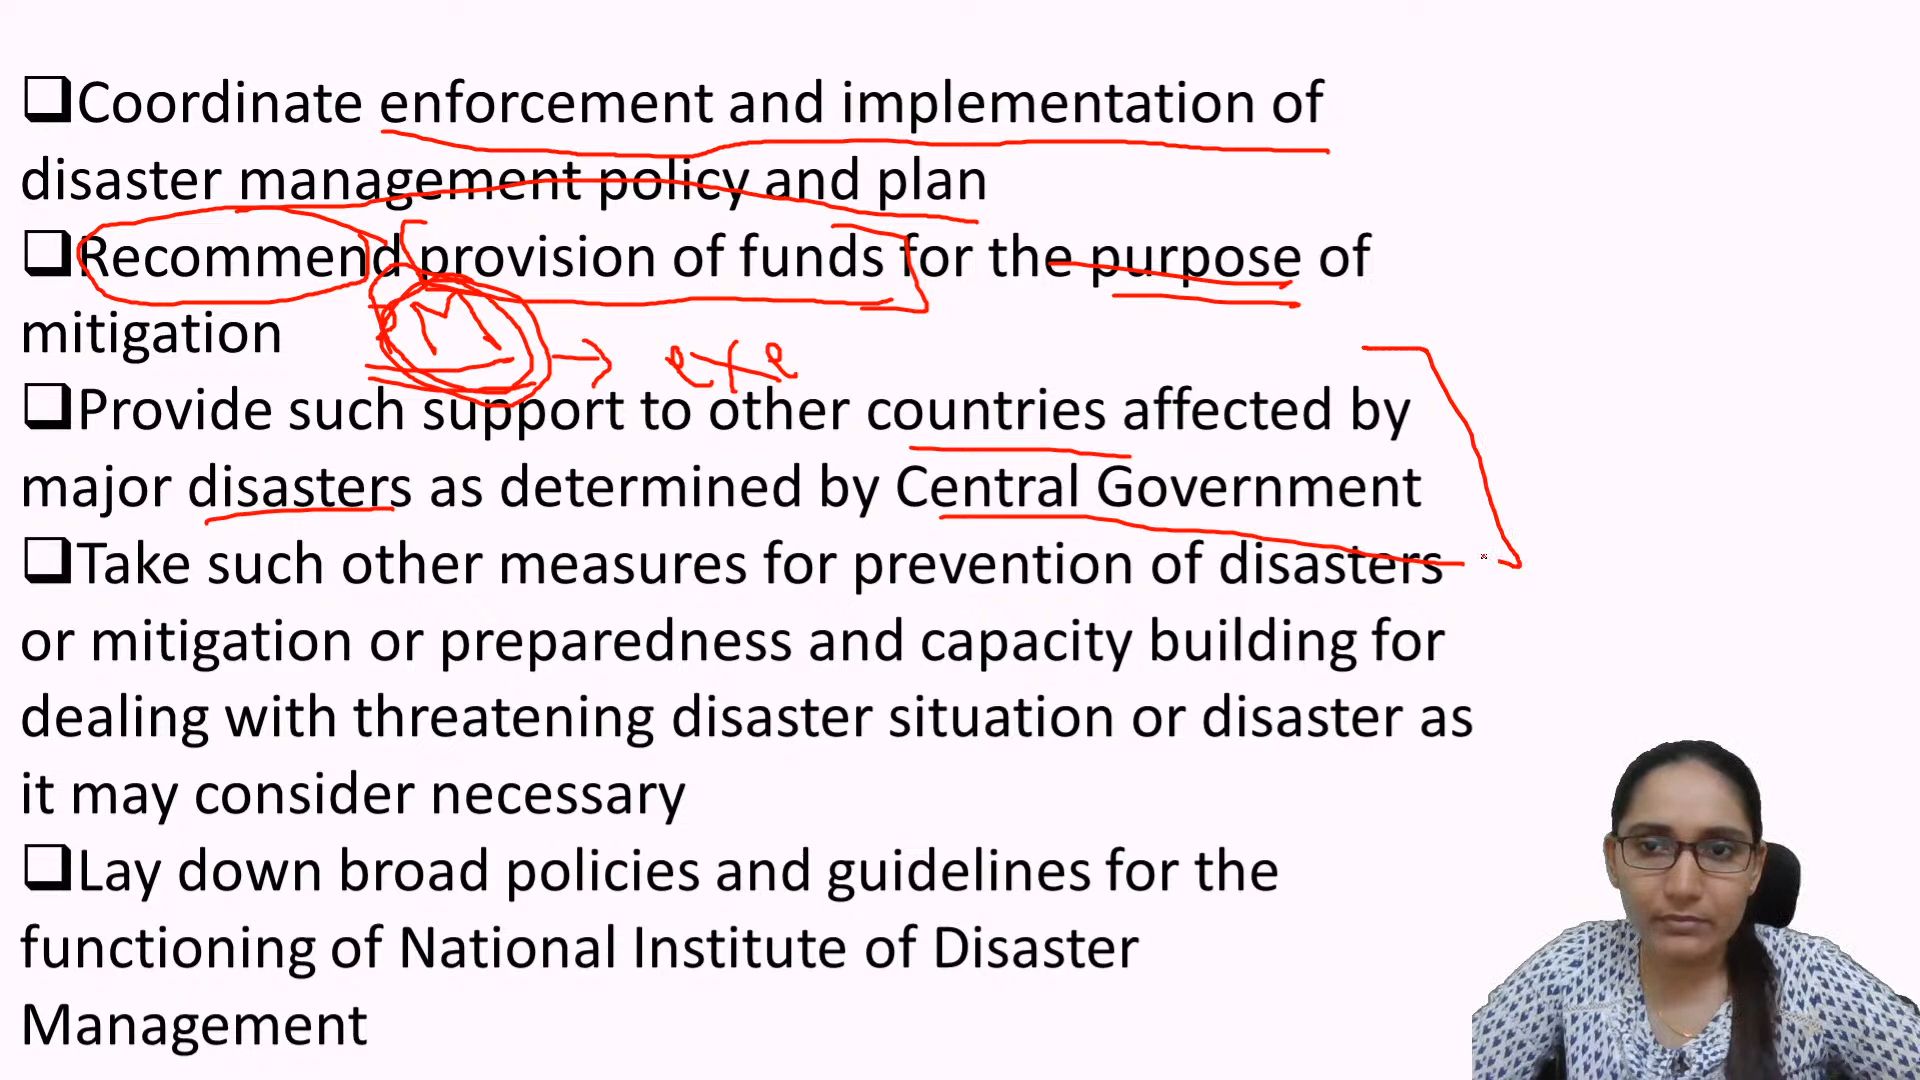 ❑Coordinate enforcement and implementation of
disaster management policy and plan
❑Recommend provision of funds for the purpose of
mitigation
M → exe
❑Provide such support to other countries affected by
major disasters as determined by Central Government
❑Take such other measures for prevention of disasters
or mitigation or preparedness and capacity building for
dealing with threatening disaster situation or disaster as
it may consider necessary
❑Lay down broad policies and guidelines for the
functioning of National Institute of Disaster
Management